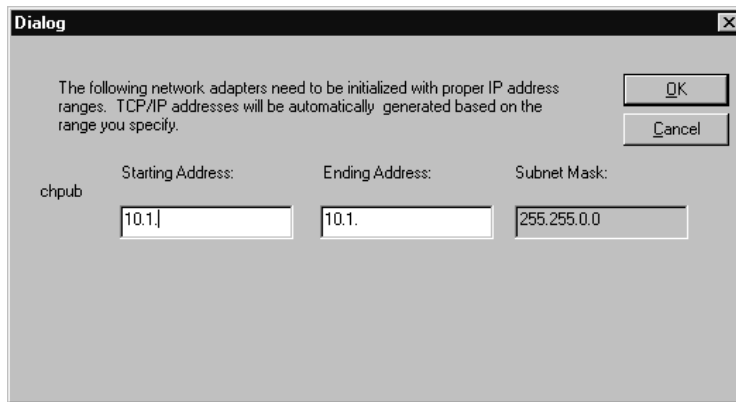 Dialog
The following network adapters need to be initialized with proper IP address
ranges. TCP/IP addresses will be automatically generated based on the
range you specify.
OK
Cancel
Starting Address:
Ending Address:
Subnet Mask:
chpub
10.1.
10.1.
255.255.0.0